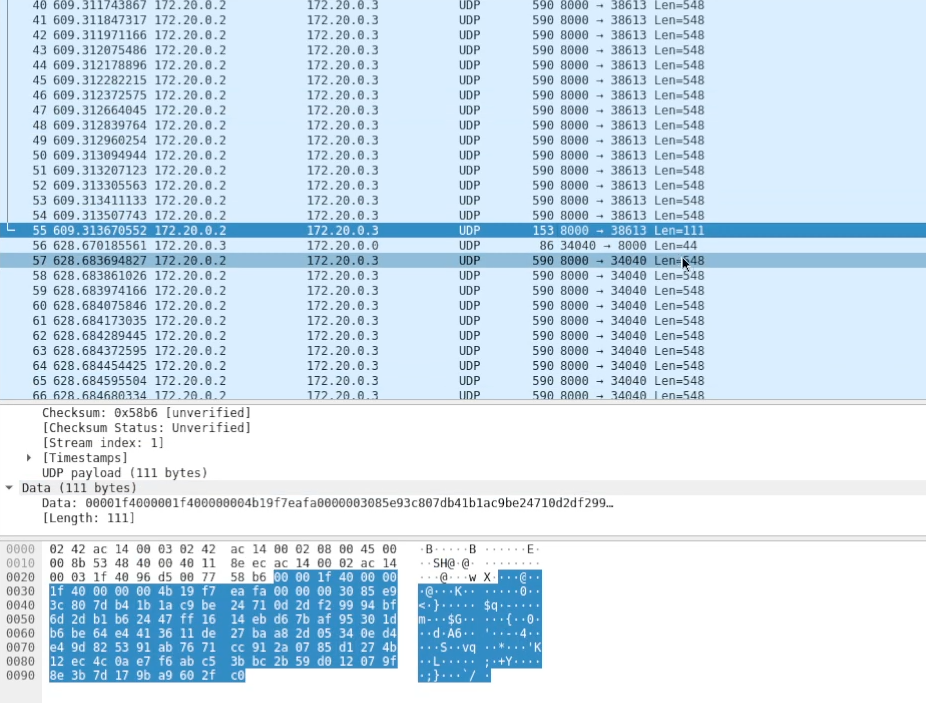 40 609.311743867 172.20.0.2 172.20.0.3 UDP 590 8000 → 38613 Len=548
41 609.311847317 172.20.0.2 172.20.0.3 UDP 590 8000 → 38613 Len=548
42 609.311971166 172.20.0.2 172.20.0.3 UDP 590 8000 → 38613 Len=548
43 609.312075486 172.20.0.2 172.20.0.3 UDP 590 8000 → 38613 Len=548
44 609.312178896 172.20.0.2 172.20.0.3 UDP 590 8000 → 38613 Len=548
45 609.312282215 172.20.0.2 172.20.0.3 UDP 590 8000 → 38613 Len=548
46 609.312372575 172.20.0.2 172.20.0.3 UDP 590 8000 → 38613 Len=548
47 609.312664045 172.20.0.2 172.20.0.3 UDP 590 8000 → 38613 Len=548
48 609.312839764 172.20.0.2 172.20.0.3 UDP 590 8000 → 38613 Len=548
49 609.312960254 172.20.0.2 172.20.0.3 UDP 590 8000 → 38613 Len=548
50 609.313094944 172.20.0.2 172.20.0.3 UDP 590 8000 → 38613 Len=548
51 609.313207123 172.20.0.2 172.20.0.3 UDP 590 8000 → 38613 Len=548
52 609.313305563 172.20.0.2 172.20.0.3 UDP 590 8000 → 38613 Len=548
53 609.313411133 172.20.0.2 172.20.0.3 UDP 590 8000 → 38613 Len=548
54 609.313507743 172.20.0.2 172.20.0.3 UDP 590 8000 → 38613 Len=548
55 609.313670552 172.20.0.2 172.20.0.3 UDP 153 8000 → 38613 Len=111
56 628.670185561 172.20.0.3 172.20.0.0 UDP 86 34040 → 8000 Len=44
57 628.683694827 172.20.0.2 172.20.0.3 UDP 590 8000 → 34040 Len=548
58 628.683861026 172.20.0.2 172.20.0.3 UDP 590 8000 → 34040 Len=548
59 628.683974166 172.20.0.2 172.20.0.3 UDP 590 8000 → 34040 Len=548
60 628.684075846 172.20.0.2 172.20.0.3 UDP 590 8000 → 34040 Len=548
61 628.684173035 172.20.0.2 172.20.0.3 UDP 590 8000 → 34040 Len=548
62 628.684289445 172.20.0.2 172.20.0.3 UDP 590 8000 → 34040 Len=548
63 628.684372595 172.20.0.2 172.20.0.3 UDP 590 8000 → 34040 Len=548
64 628.684454425 172.20.0.2 172.20.0.3 UDP 590 8000 → 34040 Len=548
65 628.684595504 172.20.0.2 172.20.0.3 UDP 590 8000 → 34040 Len=548
66 628.684680334 172.20.0.2 172.20.0.3 UDP 590 8000 → 34040 Len=548
Checksum: 0x58b6 [unverified]
[Checksum Status: Unverified]
[Stream index: 1]
[Timestamps]
UDP payload (111 bytes)
Data (111 bytes)
Data: 00001f4000001f400000004b19f7eafa0000003085e93c807db41b1ac9be24710d2df299…
[Length: 111]
0000 02 42 ac 14 00 03 02 42 ac 14 00 02 08 00 45 00 ·B·····B ······E·
0010 00 8b 53 48 40 00 40 11 8e ec ac 14 00 02 ac 14 ··SH@·@· ········
0020 00 03 1f 40 96 d5 00 77 58 b6 00 00 1f 40 00 00 ···@···w X····@··
0030 1f 40 00 00 00 4b 19 f7 ea fa 00 00 00 30 85 e9 ·@···K·· ·····0··
0040 3c 80 7d b4 1b 1a c9 be 24 71 0d 2d f2 99 94 bf <·}····· $q·-····
0050 6d 2d b1 b6 24 47 ff 16 14 eb d6 7b af 95 30 1d m-··$G·· ···{··0·
0060 b6 be 64 e4 41 36 11 de 27 ba a8 2d 05 34 0e d4 ··d·A6·· '··-·4··
0070 e4 9d 82 53 91 ab 76 71 cc 91 2a 07 85 d1 27 4b ···S··vq ··*···'K
0080 12 ec 4c 0a e7 f6 ab c5 3b bc 2b 59 d0 12 07 9f ··L····· ;·+Y····
0090 8e 3b 7d 17 9b a9 60 2f c0 ·;}···`/ ·